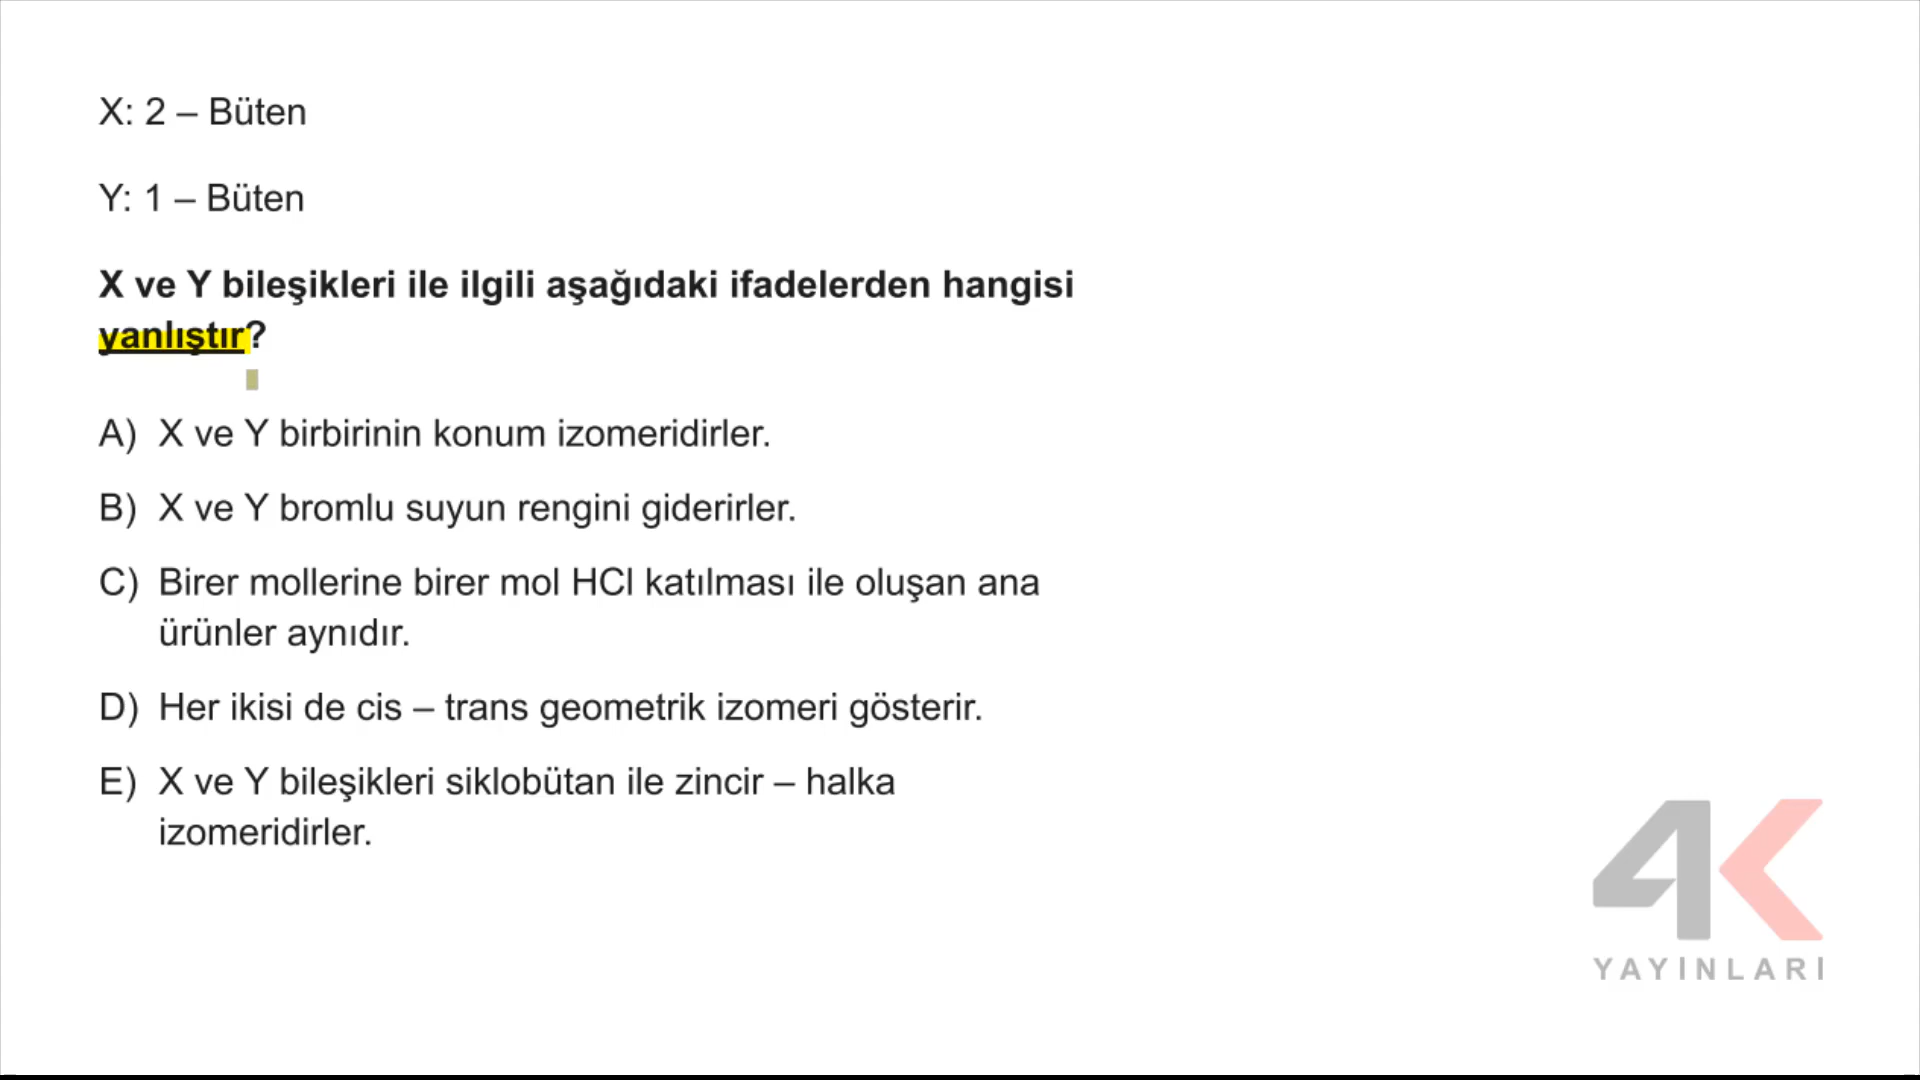 X: 2 – Büten
Y: 1 – Büten
X ve Y bileşikleri ile ilgili aşağıdaki ifadelerden hangisi
yanlıştır?
A) X ve Y birbirinin konum izomeridirler.
B) X ve Y bromlu suyun rengini giderirler.
C) Birer mollerine birer mol HCl katılması ile oluşan ana
ürünler aynıdır.
D) Her ikisi de cis – trans geometrik izomeri gösterir.
E) X ve Y bileşikleri siklobütan ile zincir – halka
izomeridirler.
4K
YAYINLARI